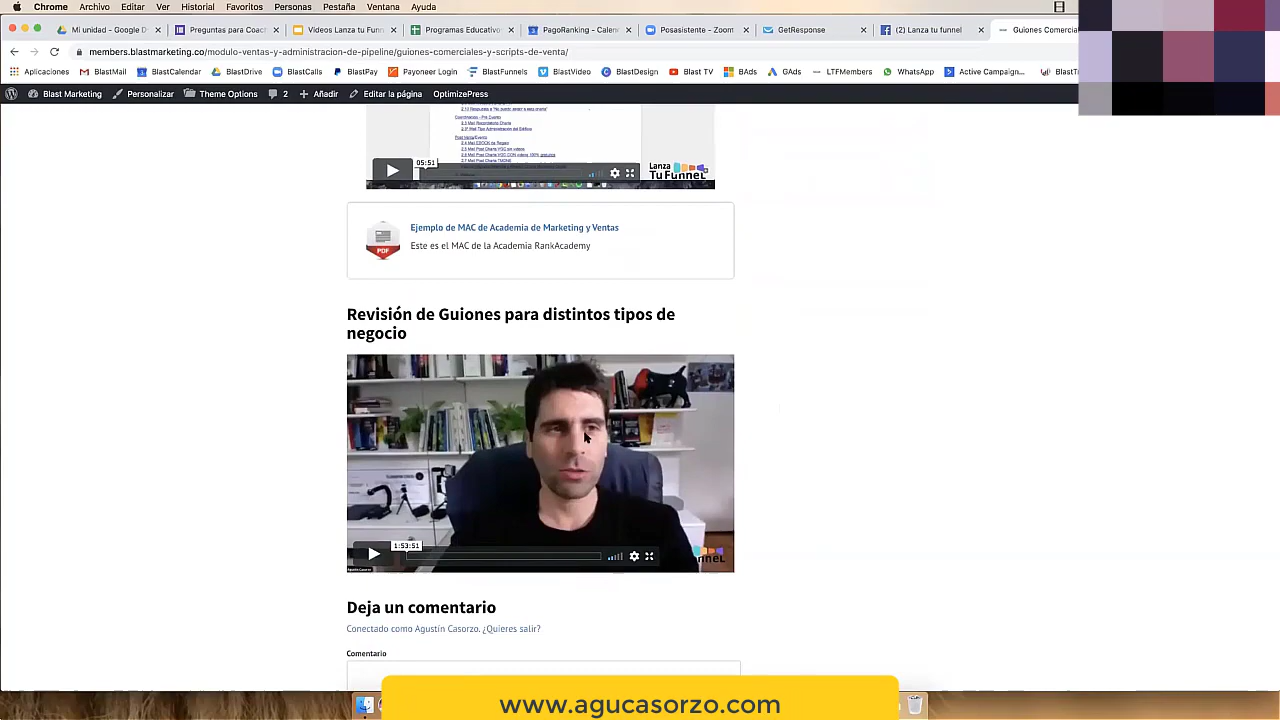 Chrome Archivo Editar Ver Historial Favoritos Personas Pestaña Ventana Ayuda
Mi unidad - Google D Preguntas para Coach Videos Lanza tu Funn Programas Educativo PagoRanking - Calen Posasistente - Zoom GetResponse (2) Lanza tu funnel Guiones Comercia
members.blastmarketing.co/modulo-ventas-y-administracion-de-pipeline/guiones-comerciales-y-scripts-de-venta/
Aplicaciones BlastMail BlastCalendar BlastDrive BlastCalls BlastPay Payoneer Login BlastFunnels BlastVideo BlastDesign Blast TV BAds GAds LTFMembers WhatsApp Active Campaign...
Blast Marketing Personalizar Theme Options 2 Añadir Editar la página OptimizePress
05:51
Lanza
Tu Funnel
PDF
Ejemplo de MAC de Academia de Marketing y Ventas
Este es el MAC de la Academia RankAcademy
Revisión de Guiones para distintos tipos de
negocio
1:53:51
Deja un comentario
Conectado como Agustín Casorzo. ¿Quieres salir?
Comentario
www.agucasorzo.com